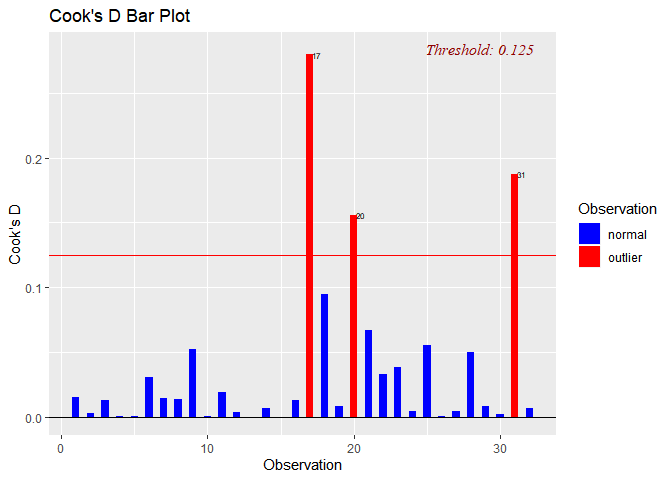 Cook's D Bar Plot
Threshold: 0.125
17
31
20
0.2
0.1
0.0
Cook's D
0 10 20 30
Observation
Observation
normal
outlier